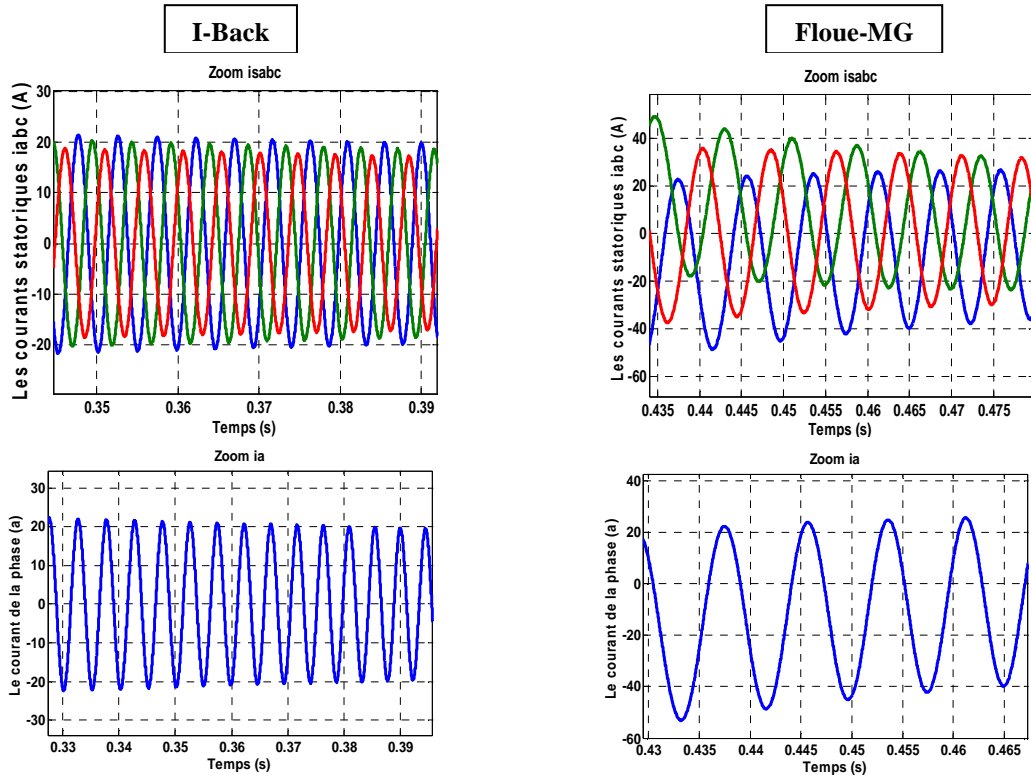 I-Back
Floue-MG
Zoom isabc
Les courants statoriques iabc (A)
30
20
10
0
-10
-20
0.35 0.36 0.37 0.38 0.39
Temps (s)
Zoom isabc
Les courants statoriques iabc (A)
40
20
0
-20
-40
-60
0.435 0.44 0.445 0.45 0.455 0.46 0.465 0.47 0.475
Temps (s)
Zoom ia
Le courant de la phase (a)
30
20
10
0
-10
-20
-30
0.33 0.34 0.35 0.36 0.37 0.38 0.39
Temps (s)
Zoom ia
Le courant de la phase (a)
40
20
0
-20
-40
-60
0.43 0.435 0.44 0.445 0.45 0.455 0.46 0.465
Temps (s)